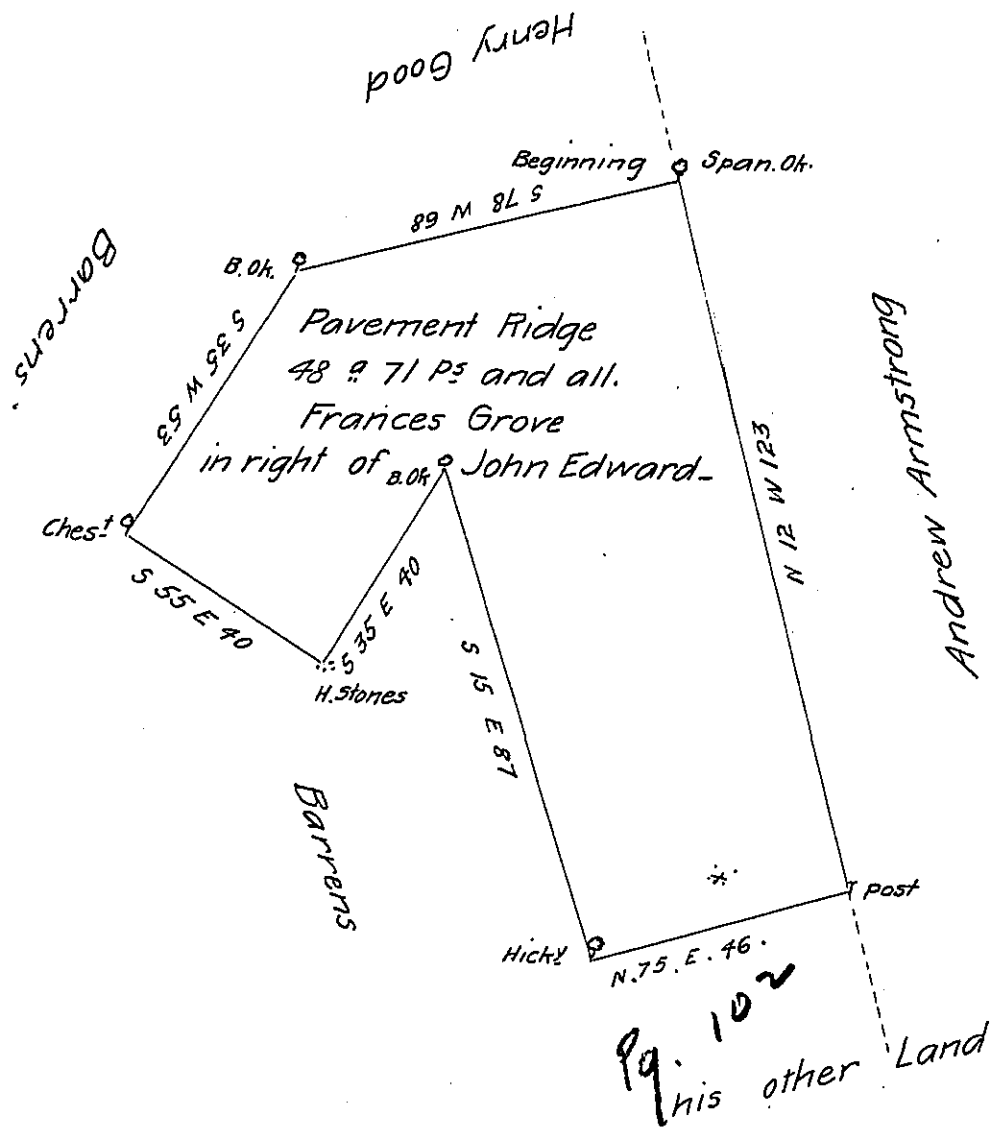 Henry Good
Beginning Span. Ok.
S 78 W 68
B. Ok.
Barrens
S 35 W 53
Pavement Ridge
48 a 71 Ps and all.
Frances Grove
in right of John Edward
B. Ok
Chest
S 55 E 40
S 35 E 40
H. Stones
S 15 E 87
N 12 W 123
Andrew Armstrong
Barrens
Post
Hicky
N. 75. E. 46.
Pg. 102
his other Land